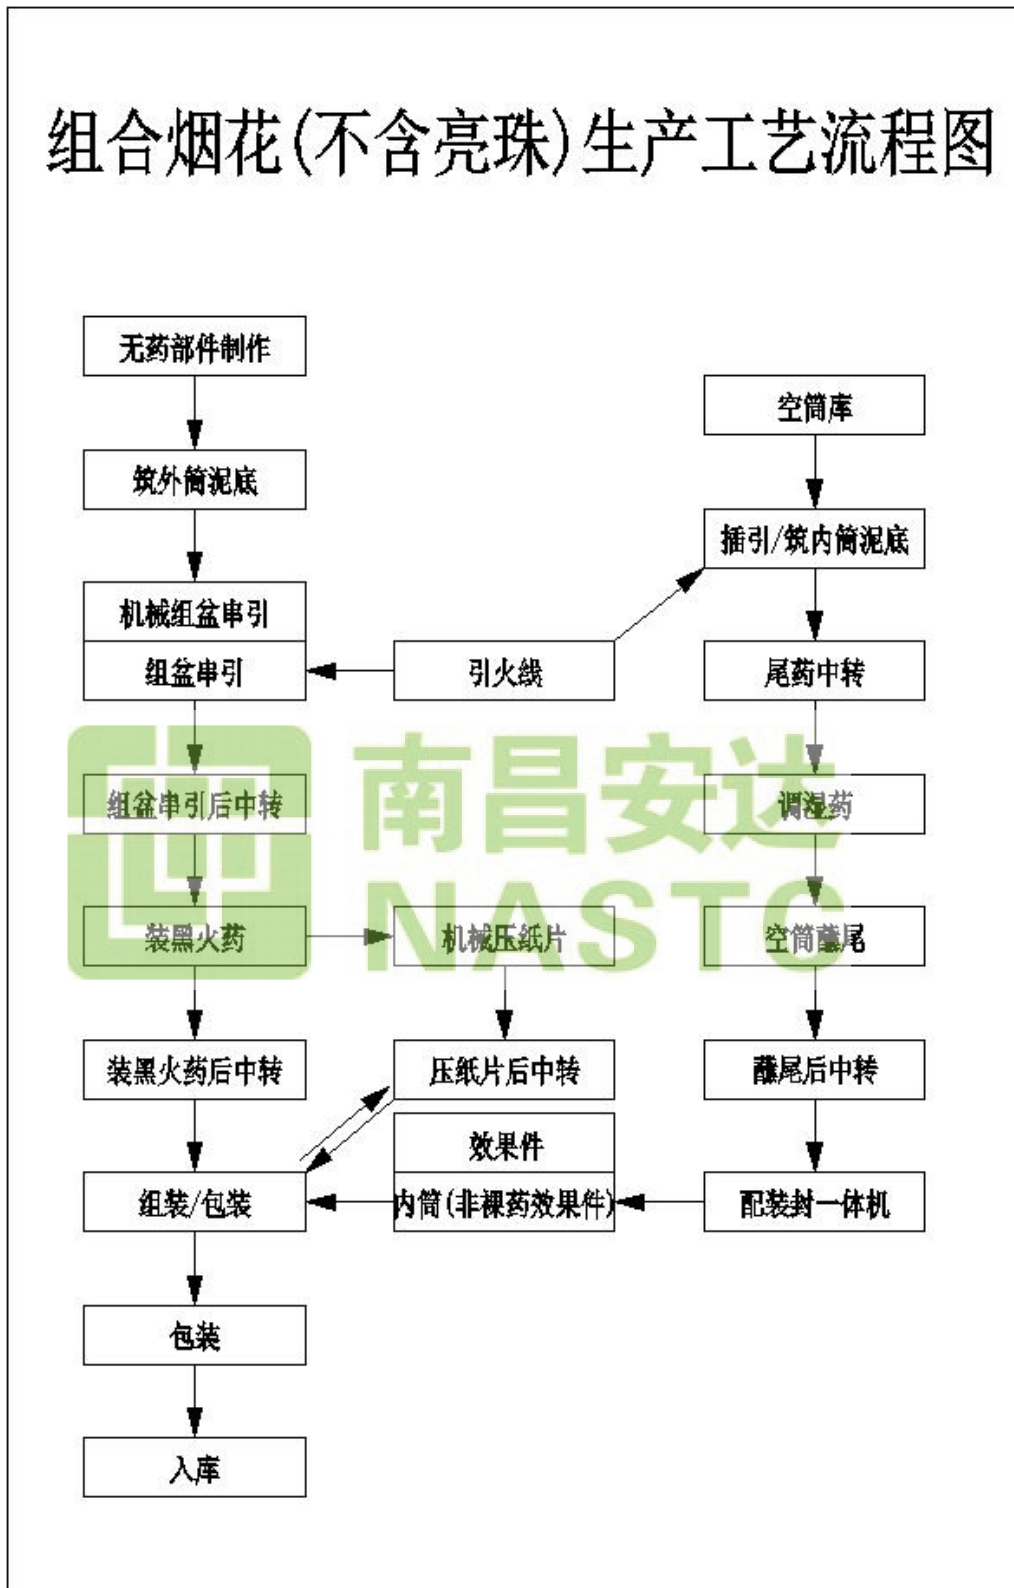 组合烟花(不含亮珠)生产工艺流程图
无药部件制作
空筒库
筑外筒泥底
插引/筑内筒泥底
机械组盆串引
组盆串引
引火线
尾药中转
南昌安达
组盆串引后中转
调湿药
NASTC
装黑火药
机械压纸片
空筒蘸尾
装黑火药后中转
压纸片后中转
蘸尾后中转
效果件
组装/包装
内筒(非裸药效果件)
配装封一体机
包装
入库